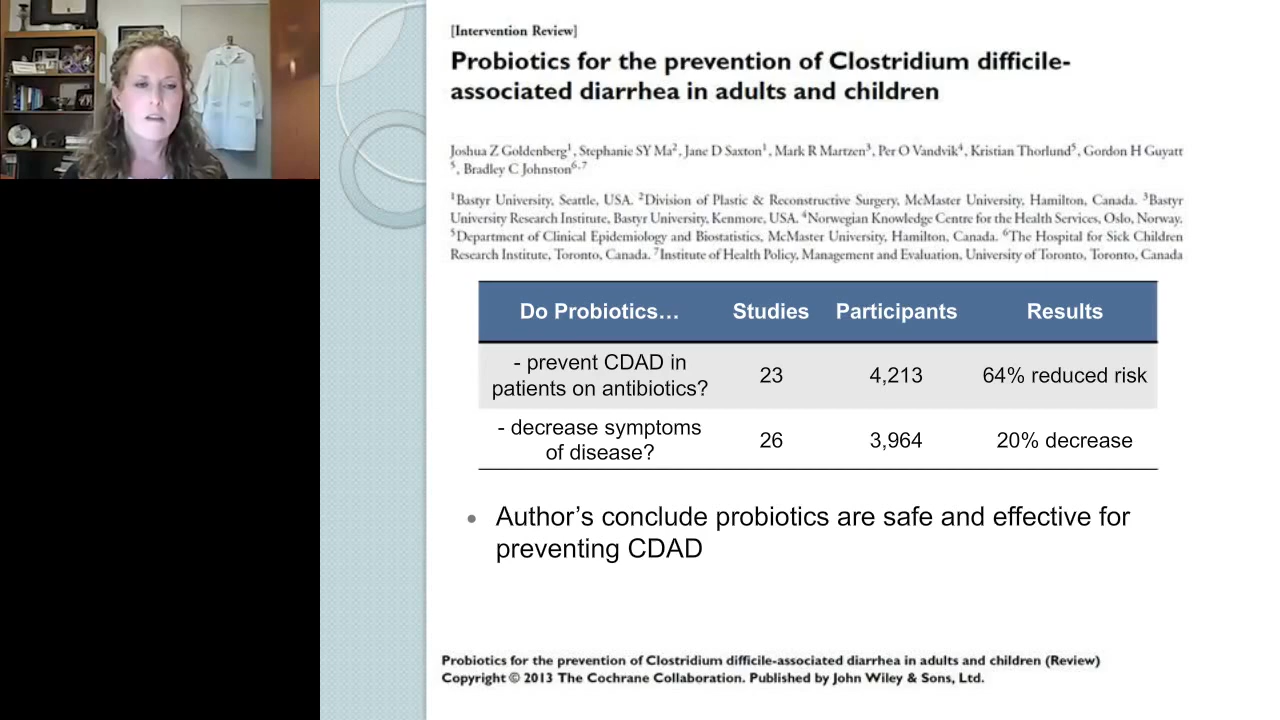 [Intervention Review]
Probiotics for the prevention of Clostridium difficile-
associated diarrhea in adults and children
Joshua Z Goldenberg1, Stephanie SY Ma2, Jane D Saxton1, Mark R Martzen3, Per O Vandvik4, Kristian Thorlund5, Gordon H Guyatt
5, Bradley C Johnston6,7
1Bastyr University, Seattle, USA. 2Division of Plastic & Reconstructive Surgery, McMaster University, Hamilton, Canada. 3Bastyr
University Research Institute, Bastyr University, Kenmore, USA. 4Norwegian Knowledge Centre for the Health Services, Oslo, Norway.
5Department of Clinical Epidemiology and Biostatistics, McMaster University, Hamilton, Canada. 6The Hospital for Sick Children
Research Institute, Toronto, Canada. 7Institute of Health Policy, Management and Evaluation, University of Toronto, Toronto, Canada
Do Probiotics… Studies Participants Results
- prevent CDAD in
patients on antibiotics? 23 4,213 64% reduced risk
- decrease symptoms
of disease? 26 3,964 20% decrease
• Author’s conclude probiotics are safe and effective for
preventing CDAD
Probiotics for the prevention of Clostridium difficile-associated diarrhea in adults and children (Review)
Copyright © 2013 The Cochrane Collaboration. Published by John Wiley & Sons, Ltd.